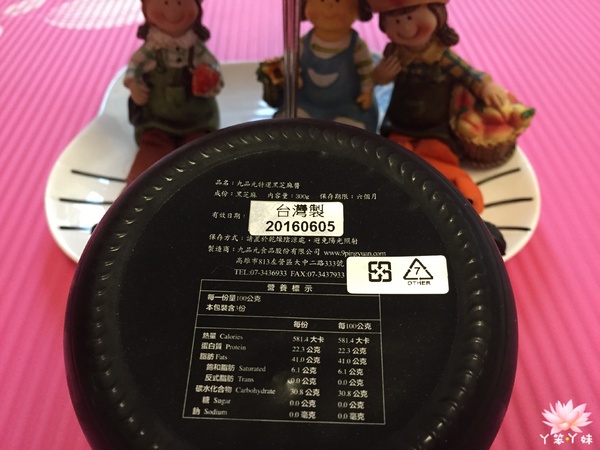 品名：九品元特選黑芝麻醬
成份：黑芝麻 內容量：300g 保存期限：六個月
有效日期
台灣製
20160605
保存方式：請置於乾燥陰涼處，避免陽光照射
製造商：九品元食品股份有限公司 www.9pingyuan.com
高雄市813左營區大中二路333號
TEL:07-3436933 FAX:07-3437933
7
OTHER
營養標示
每一份量100公克
本包裝含3份
每份 每100公克
熱量 Calories 581.4 大卡 581.4 大卡
蛋白質 Protein 22.3 公克 22.3 公克
脂肪 Fats 41.0 公克 41.0 公克
飽和脂肪 Saturated 6.1 公克 6.1 公克
反式脂肪 Trans 0.0 公克 0.0 公克
碳水化合物 Carbohydrate 30.8 公克 30.8 公克
糖 Sugar 0.0 公克 0.0 公克
鈉 Sodium 0.0 毫克 0.0 毫克
丫笨.丫妹